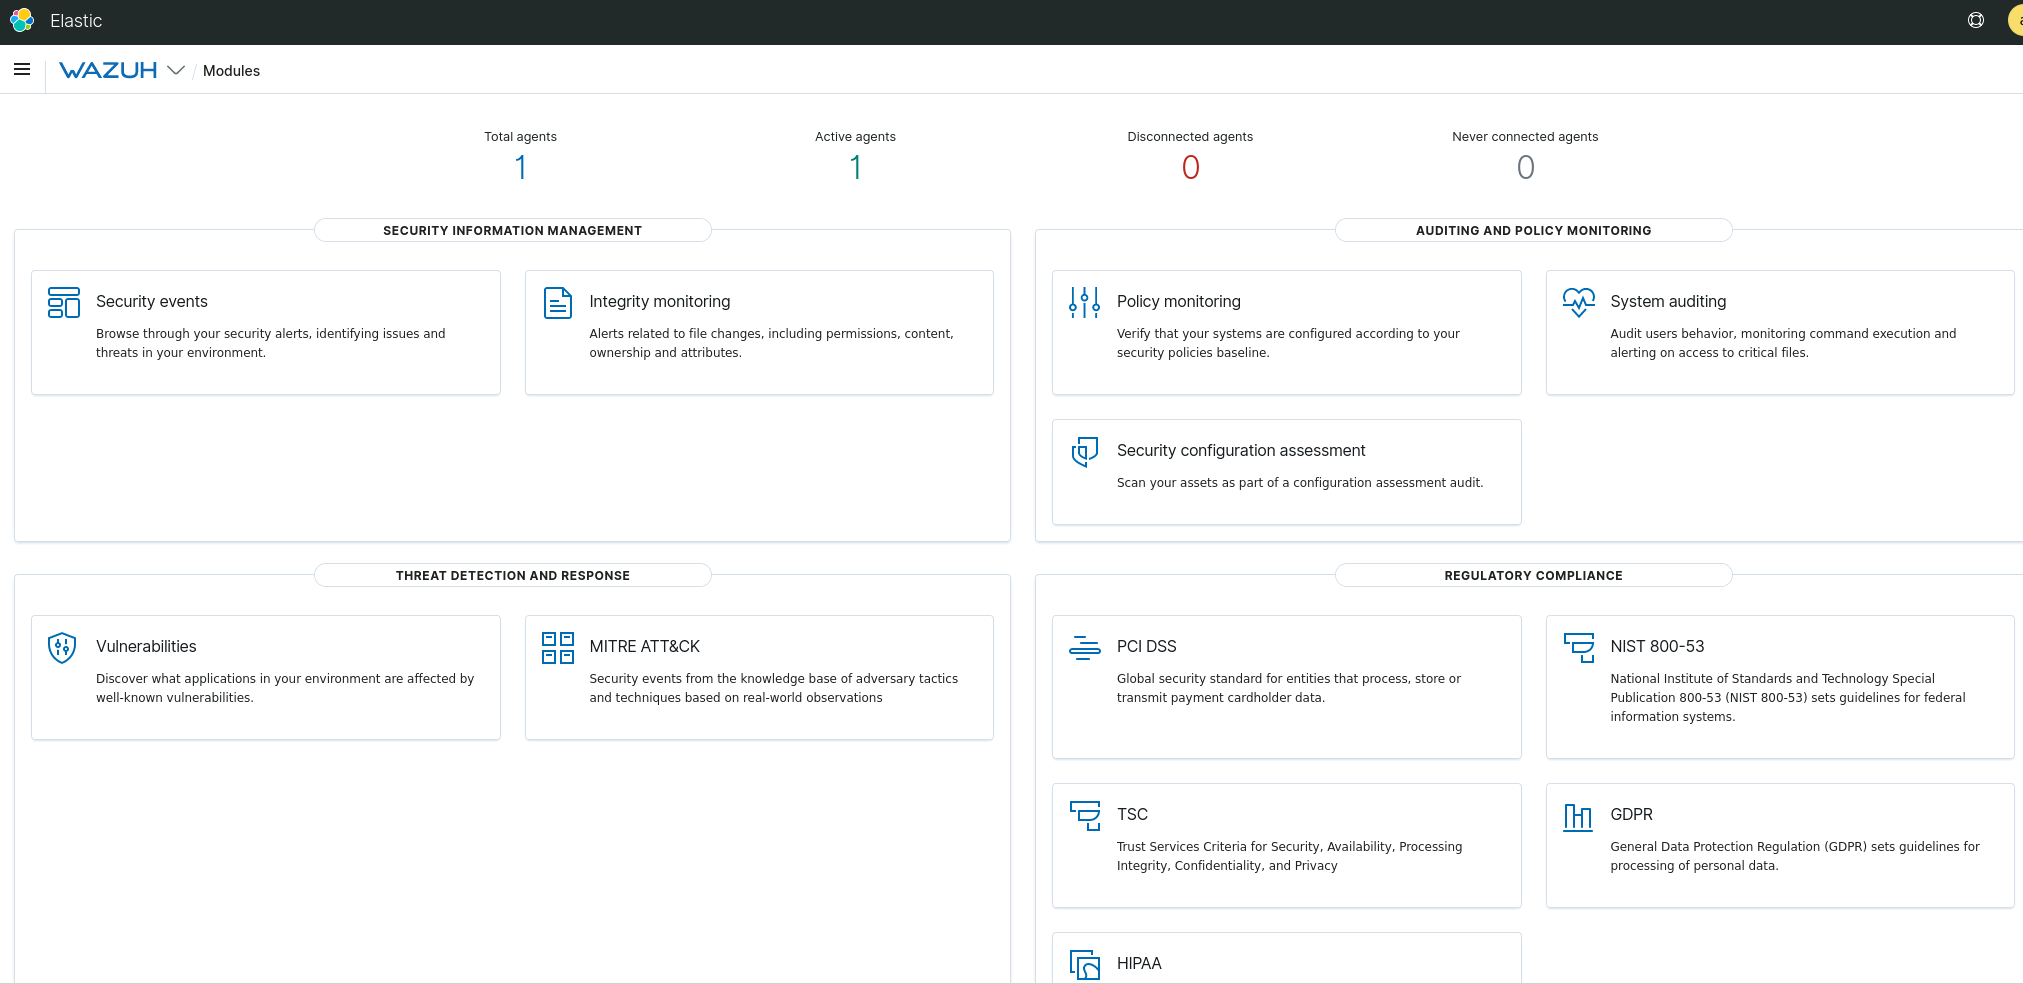 Elastic
a
WAZUH / Modules
Total agents
1
Active agents
1
Disconnected agents
0
Never connected agents
0
SECURITY INFORMATION MANAGEMENT
Security events
Browse through your security alerts, identifying issues and
threats in your environment.
Integrity monitoring
Alerts related to file changes, including permissions, content,
ownership and attributes.
AUDITING AND POLICY MONITORING
Policy monitoring
Verify that your systems are configured according to your
security policies baseline.
System auditing
Audit users behavior, monitoring command execution and
alerting on access to critical files.
Security configuration assessment
Scan your assets as part of a configuration assessment audit.
THREAT DETECTION AND RESPONSE
Vulnerabilities
Discover what applications in your environment are affected by
well-known vulnerabilities.
MITRE ATT&CK
Security events from the knowledge base of adversary tactics
and techniques based on real-world observations
REGULATORY COMPLIANCE
PCI DSS
Global security standard for entities that process, store or
transmit payment cardholder data.
NIST 800-53
National Institute of Standards and Technology Special
Publication 800-53 (NIST 800-53) sets guidelines for federal
information systems.
TSC
Trust Services Criteria for Security, Availability, Processing
Integrity, Confidentiality, and Privacy
GDPR
General Data Protection Regulation (GDPR) sets guidelines for
processing of personal data.
HIPAA